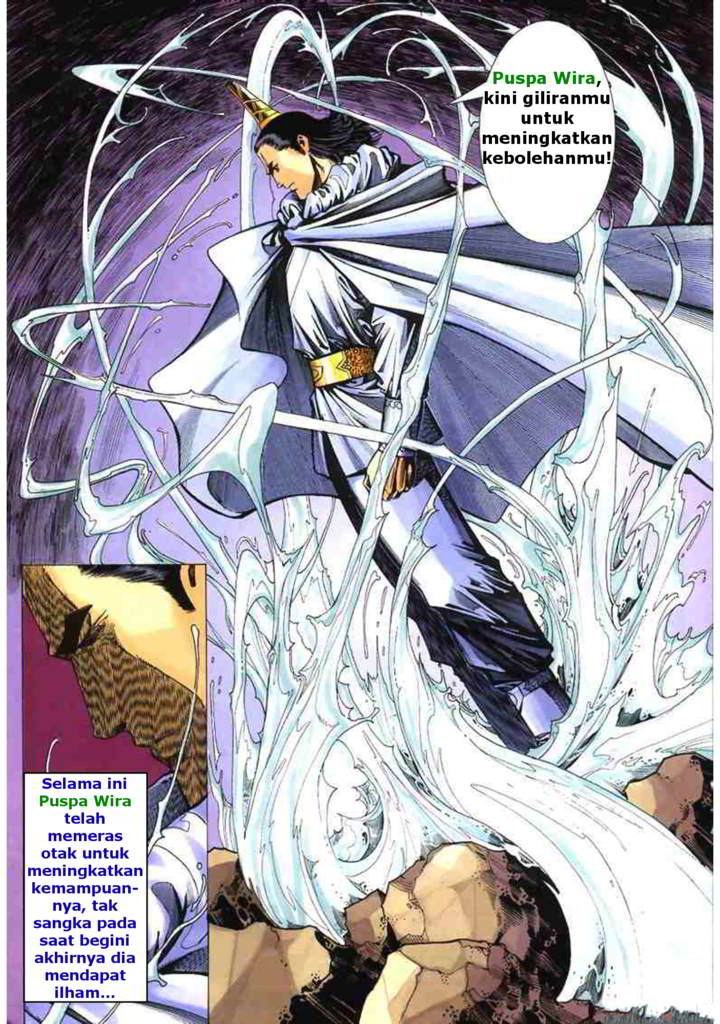 Puspa Wira,
kini giliranmu
untuk
meningkatkan
kebolehanmu!
Selama ini
Puspa Wira
telah
memeras
otak untuk
meningkatkan
kemampuan-
nya, tak
sangka pada
saat begini
akhirnya dia
mendapat
ilham...